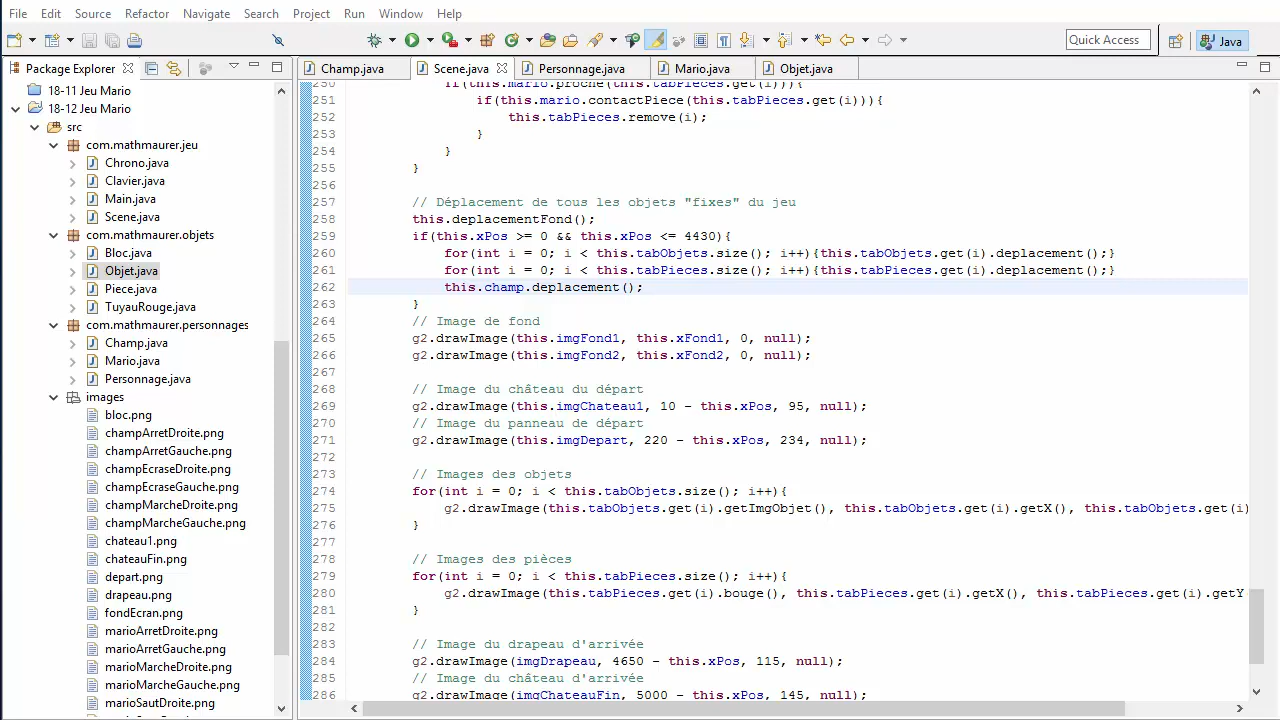 File Edit Source Refactor Navigate Search Project Run Window Help
Quick Access
Java
Package Explorer
Champ.java Scene.java Personnage.java Mario.java Objet.java
18-11 Jeu Mario
18-12 Jeu Mario
src
com.mathmaurer.jeu
Chrono.java
Clavier.java
Main.java
Scene.java
com.mathmaurer.objets
Bloc.java
Objet.java
Piece.java
TuyauRouge.java
com.mathmaurer.personnages
Champ.java
Mario.java
Personnage.java
images
bloc.png
champArretDroite.png
champArretGauche.png
champEcraseDroite.png
champEcraseGauche.png
champMarcheDroite.png
champMarcheGauche.png
chateau1.png
chateauFin.png
depart.png
drapeau.png
fondEcran.png
marioArretDroite.png
marioArretGauche.png
marioMarcheDroite.png
marioMarcheGauche.png
marioSautDroite.png
250 if(this.mario.proche(this.tabPieces.get(i))){
251 if(this.mario.contactPiece(this.tabPieces.get(i))){
252 this.tabPieces.remove(i);
253 }
254 }
255 }
256
257 // Déplacement de tous les objets "fixes" du jeu
258 this.deplacementFond();
259 if(this.xPos >= 0 && this.xPos <= 4430){
260 for(int i = 0; i < this.tabObjets.size(); i++){this.tabObjets.get(i).deplacement();}
261 for(int i = 0; i < this.tabPieces.size(); i++){this.tabPieces.get(i).deplacement();}
262 this.champ.deplacement();
263 }
264 // Image de fond
265 g2.drawImage(this.imgFond1, this.xFond1, 0, null);
266 g2.drawImage(this.imgFond2, this.xFond2, 0, null);
267
268 // Image du château du départ
269 g2.drawImage(this.imgChateau1, 10 - this.xPos, 95, null);
270 // Image du panneau de départ
271 g2.drawImage(this.imgDepart, 220 - this.xPos, 234, null);
272
273 // Images des objets
274 for(int i = 0; i < this.tabObjets.size(); i++){
275 g2.drawImage(this.tabObjets.get(i).getImgObjet(), this.tabObjets.get(i).getX(), this.tabObjets.get(i)
276 }
277
278 // Images des pièces
279 for(int i = 0; i < this.tabPieces.size(); i++){
280 g2.drawImage(this.tabPieces.get(i).bouge(), this.tabPieces.get(i).getX(), this.tabPieces.get(i).getY
281 }
282
283 // Image du drapeau d'arrivée
284 g2.drawImage(imgDrapeau, 4650 - this.xPos, 115, null);
285 // Image du château d'arrivée
286 g2.drawImage(imgChateauFin, 5000 - this.xPos, 145, null);